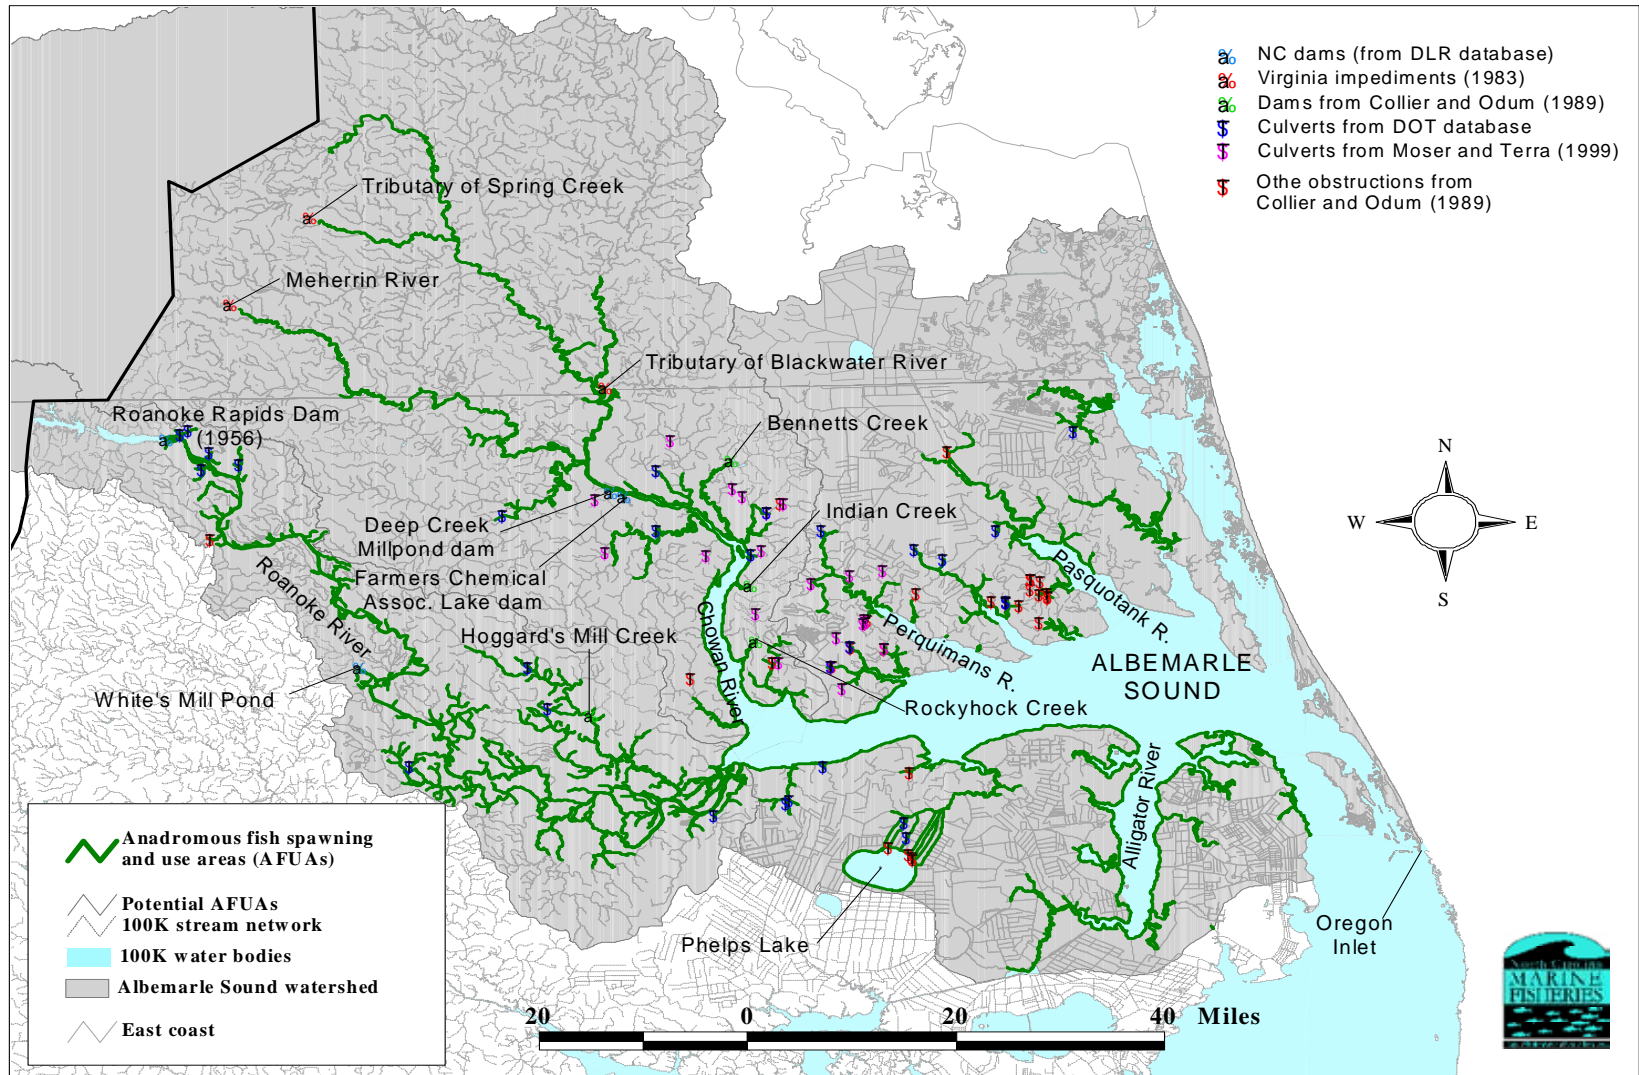 NC dams (from DLR database)
Virginia impediments (1983)
Dams from Collier and Odum (1989)
Culverts from DOT database
Culverts from Moser and Terra (1999)
Othe obstructions from
Collier and Odum (1989)
Tributary of Spring Creek
Meherrin River
Tributary of Blackwater River
Roanoke Rapids Dam
(1956)
Bennetts Creek
Indian Creek
Deep Creek
Millpond dam
Farmers Chemical
Assoc. Lake dam
Roanoke River
Hoggard's Mill Creek
White's Mill Pond
Chowan River
Perquimans R.
Pasquotank R.
ALBEMARLE
SOUND
Rockyhock Creek
Alligator River
Phelps Lake
Oregon
Inlet
N
W
E
S
Anadromous fish spawning
and use areas (AFUAs)
Potential AFUAs
100K stream network
100K water bodies
Albemarle Sound watershed
East coast
20 0 20 40 Miles
North Carolina
MARINE
FISHERIES